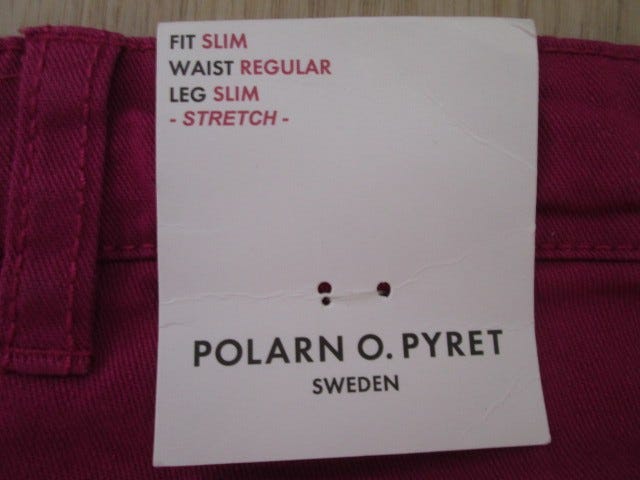 FIT SLIM
WAIST REGULAR
LEG SLIM
- STRETCH -
POLARN O. PYRET
SWEDEN